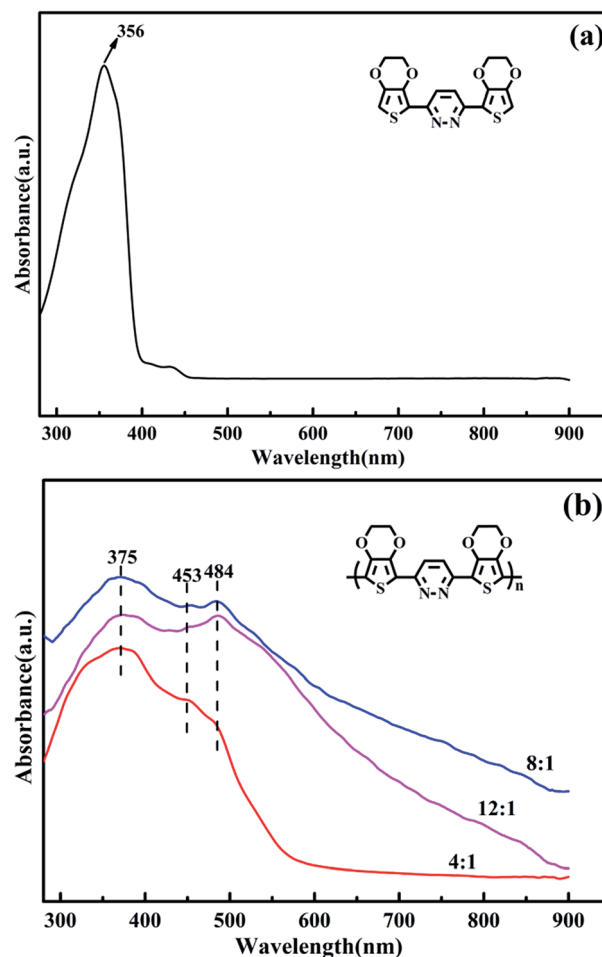 356
(a)
O O O O
S N-N S
Absorbance(a.u.)
300 400 500 600 700 800 900
Wavelength(nm)
(b)
375 453 484
O O O O
S N-N S n
Absorbance(a.u.)
8:1
12:1
4:1
300 400 500 600 700 800 900
Wavelength(nm)